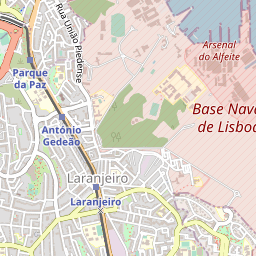 Rua União Piedense
Arsenal
do Alfeite
Parque
da Paz
Base Nava
de Lisboa
António
Gedeão
Laranjeiro
Laranjeiro